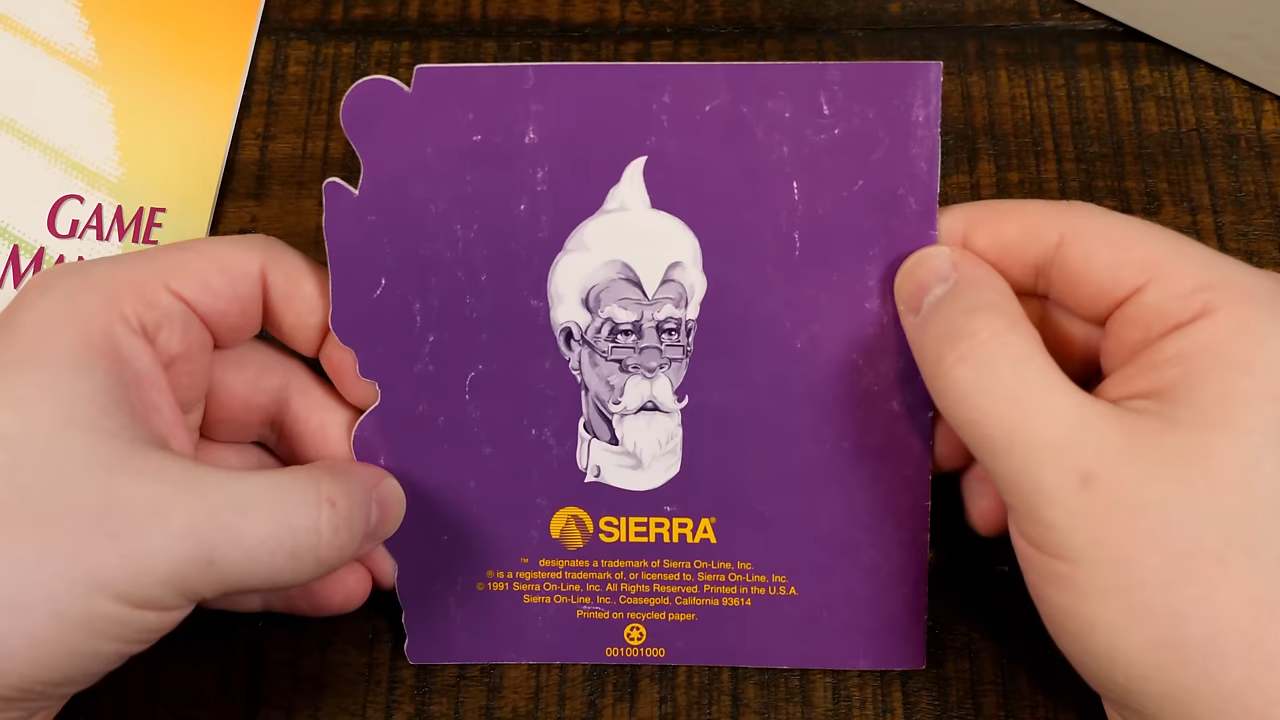 GAME
SIERRA®
™ designates a trademark of Sierra On-Line, Inc.
® is a registered trademark of, or licensed to, Sierra On-Line, Inc.
© 1991 Sierra On-Line, Inc. All Rights Reserved. Printed in the U.S.A.
Sierra On-Line, Inc., Coasegold, California 93614
Printed on recycled paper.
001001000